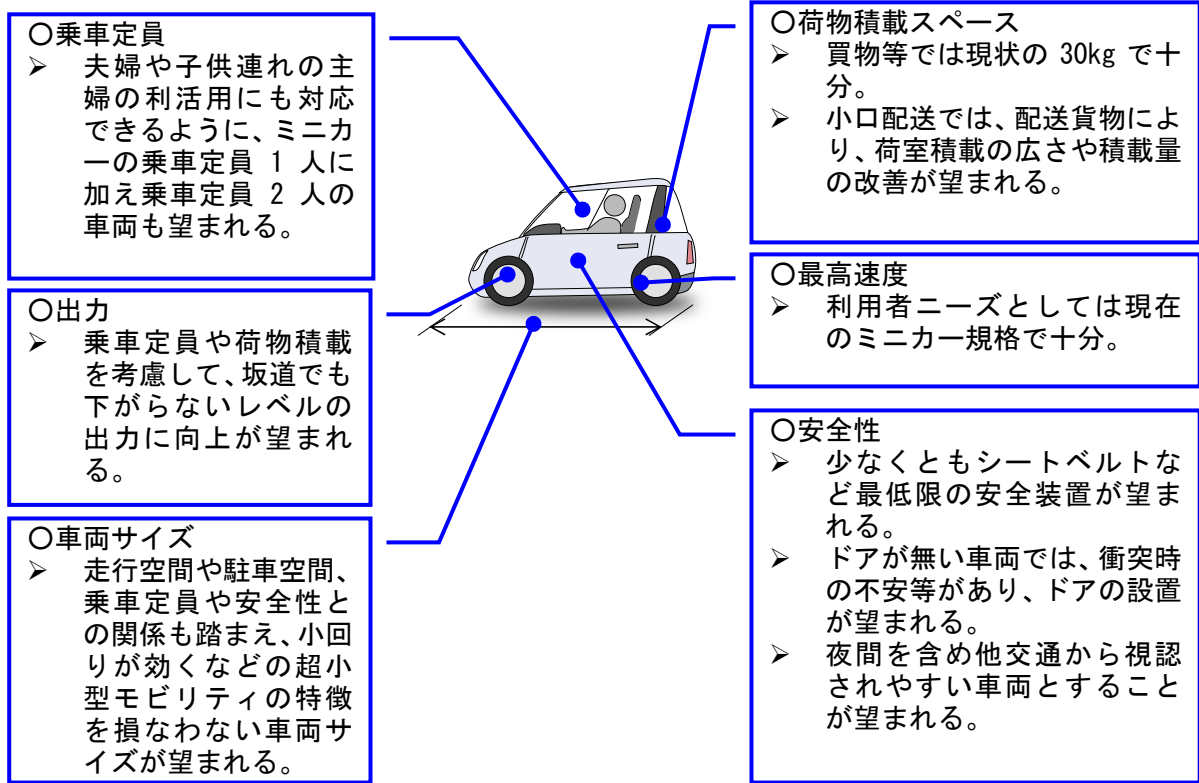 〇乗車定員
➢ 夫婦や子供連れの主
婦の利活用にも対応
できるように、ミニカ
ーの乗車定員 1 人に
加え乗車定員 2 人の
車両も望まれる。
〇出力
➢ 乗車定員や荷物積載
を考慮して、坂道でも
下がらないレベルの
出力に向上が望まれ
る。
〇車両サイズ
➢ 走行空間や駐車空間、
乗車定員や安全性と
の関係も踏まえ、小回
りが効くなどの超小
型モビリティの特徴
を損なわない車両サ
イズが望まれる。
〇荷物積載スペース
➢ 買物等では現状の 30kg で十
分。
➢ 小口配送では、配送貨物によ
り、荷室積載の広さや積載量
の改善が望まれる。
〇最高速度
➢ 利用者ニーズとしては現在
のミニカー規格で十分。
〇安全性
➢ 少なくともシートベルトな
ど最低限の安全装置が望ま
れる。
➢ ドアが無い車両では、衝突時
の不安等があり、ドアの設置
が望まれる。
➢ 夜間を含め他交通から視認
されやすい車両とすること
が望まれる。